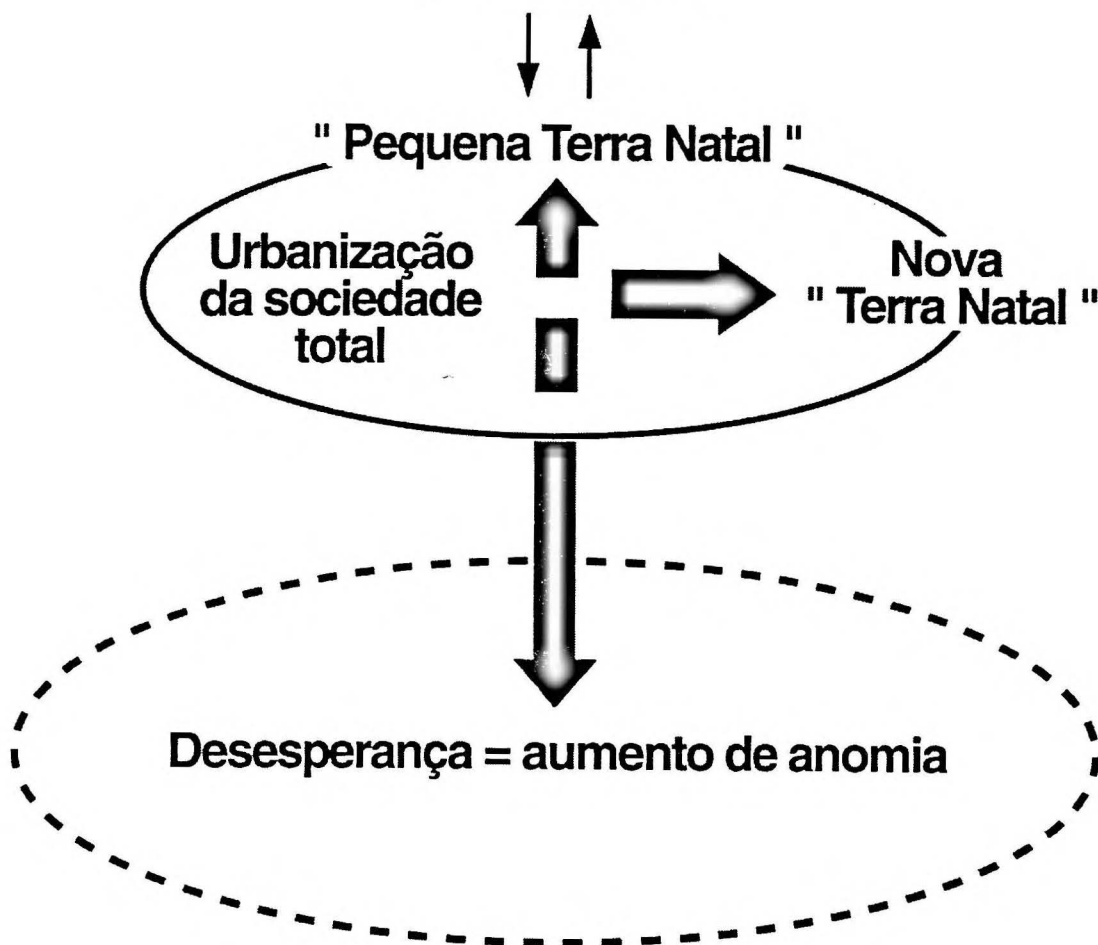 " Pequena Terra Natal "
Urbanização
da sociedade
total
Nova
" Terra Natal "
Desesperança = aumento de anomia